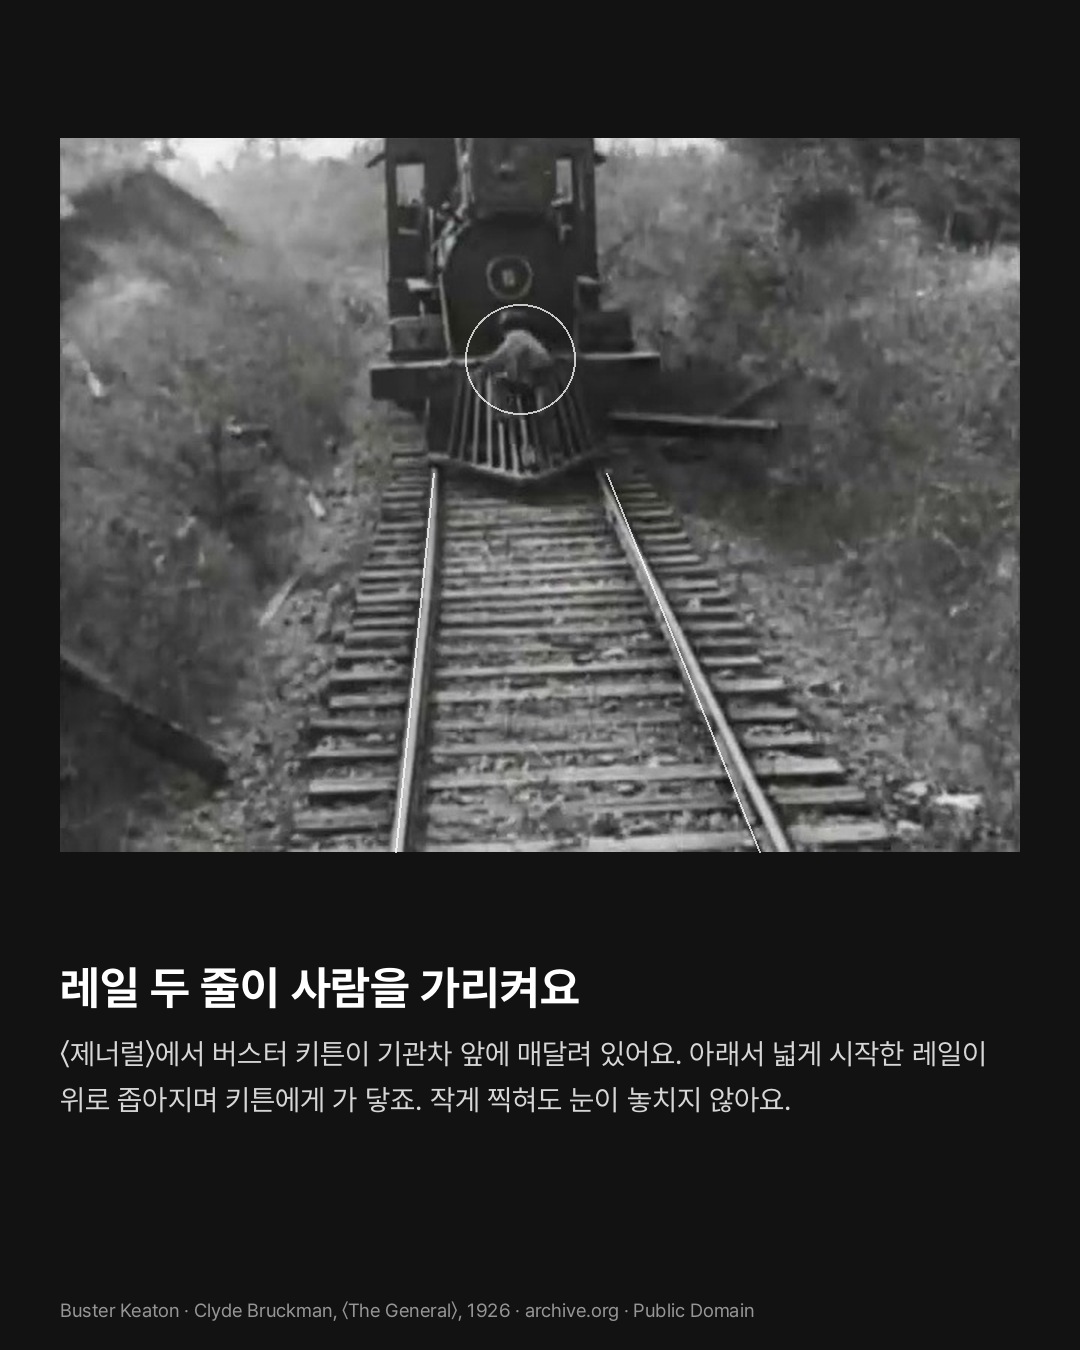 레일 두 줄이 사람을 가리켜요
〈제너럴〉에서 버스터 키튼이 기관차 앞에 매달려 있어요. 아래서 넓게 시작한 레일이
위로 좁아지며 키튼에게 가 닿죠. 작게 찍혀도 눈이 놓치지 않아요.
Buster Keaton · Clyde Bruckman, 〈The General〉, 1926 · archive.org · Public Domain